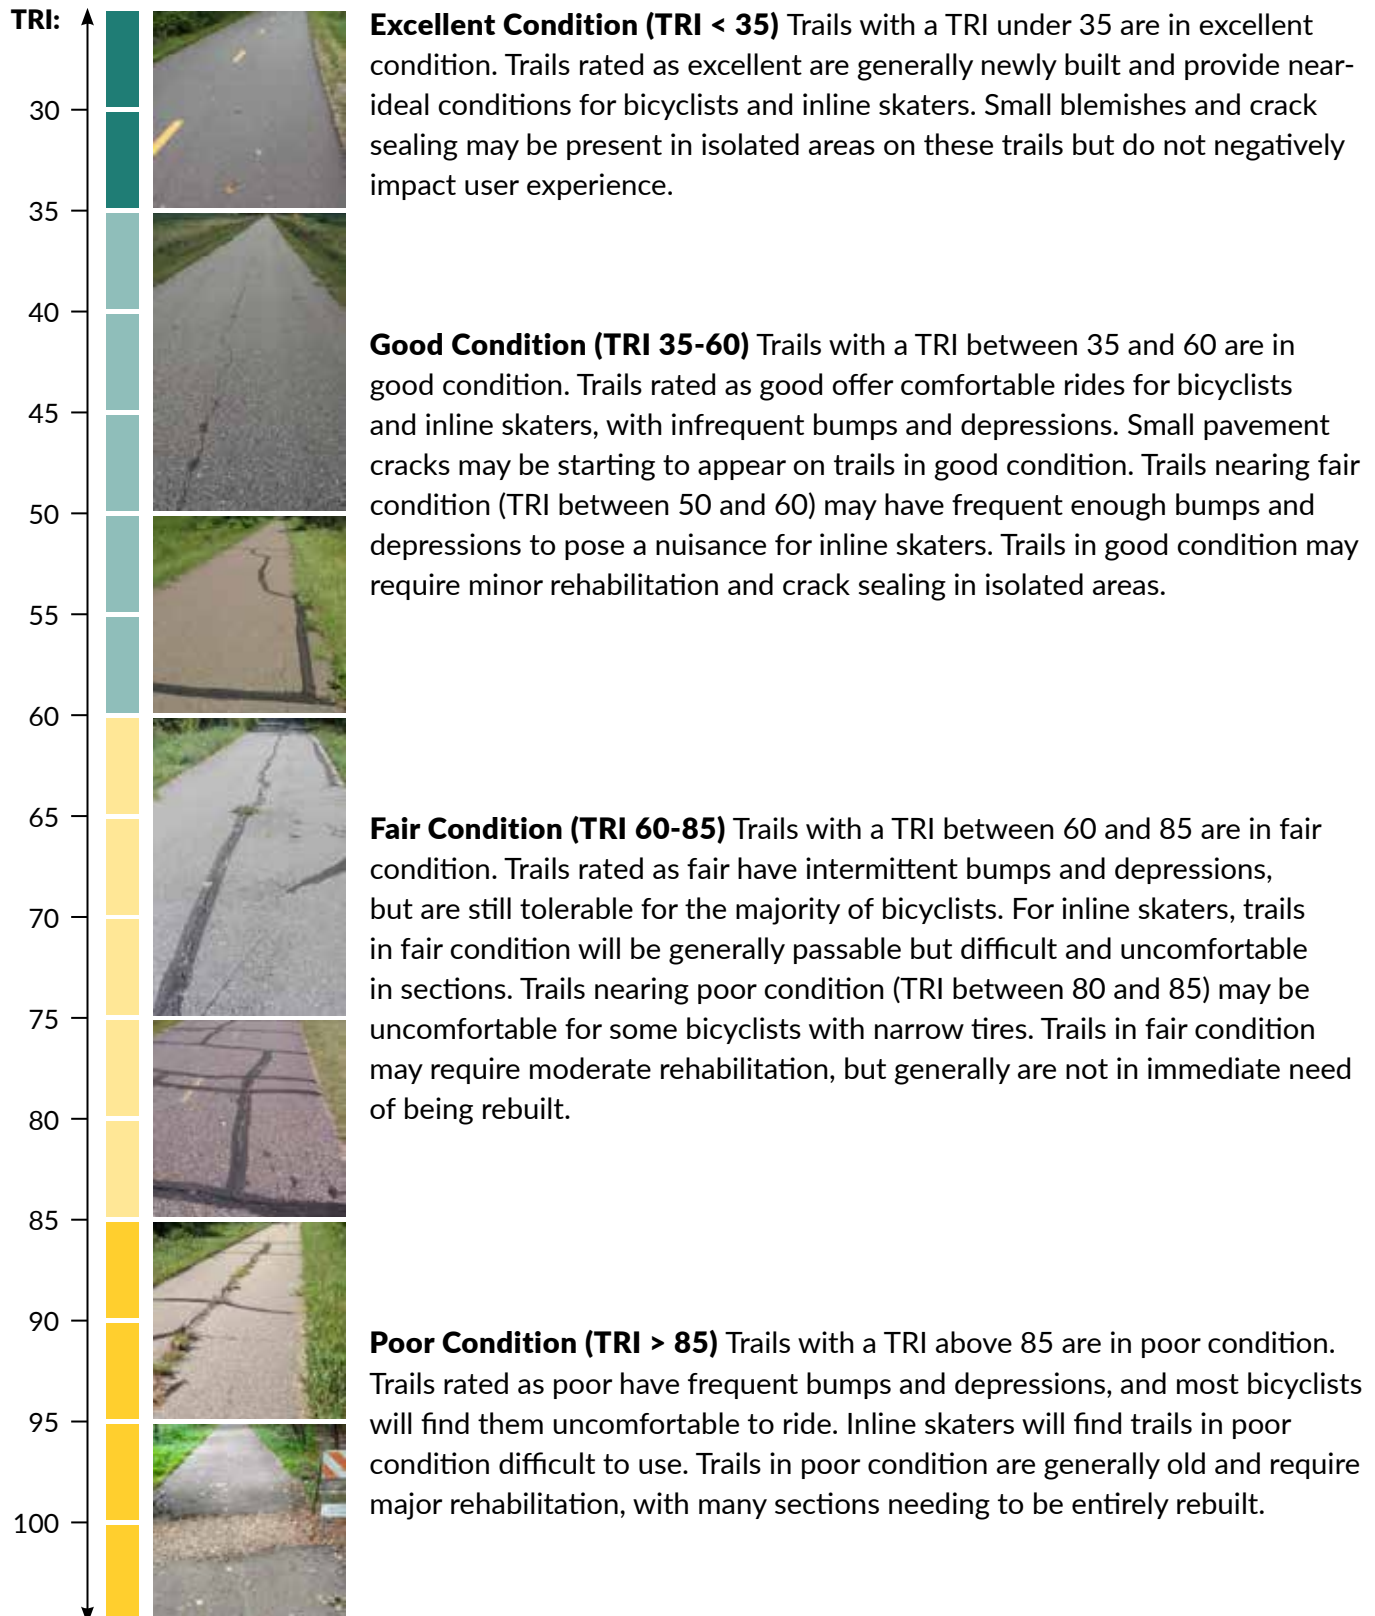 TRI:
30
35
40
45
50
55
60
65
70
75
80
85
90
95
100
Excellent Condition (TRI < 35) Trails with a TRI under 35 are in excellent
condition. Trails rated as excellent are generally newly built and provide near-
ideal conditions for bicyclists and inline skaters. Small blemishes and crack
sealing may be present in isolated areas on these trails but do not negatively
impact user experience.
Good Condition (TRI 35-60) Trails with a TRI between 35 and 60 are in
good condition. Trails rated as good offer comfortable rides for bicyclists
and inline skaters, with infrequent bumps and depressions. Small pavement
cracks may be starting to appear on trails in good condition. Trails nearing fair
condition (TRI between 50 and 60) may have frequent enough bumps and
depressions to pose a nuisance for inline skaters. Trails in good condition may
require minor rehabilitation and crack sealing in isolated areas.
Fair Condition (TRI 60-85) Trails with a TRI between 60 and 85 are in fair
condition. Trails rated as fair have intermittent bumps and depressions,
but are still tolerable for the majority of bicyclists. For inline skaters, trails
in fair condition will be generally passable but difficult and uncomfortable
in sections. Trails nearing poor condition (TRI between 80 and 85) may be
uncomfortable for some bicyclists with narrow tires. Trails in fair condition
may require moderate rehabilitation, but generally are not in immediate need
of being rebuilt.
Poor Condition (TRI > 85) Trails with a TRI above 85 are in poor condition.
Trails rated as poor have frequent bumps and depressions, and most bicyclists
will find them uncomfortable to ride. Inline skaters will find trails in poor
condition difficult to use. Trails in poor condition are generally old and require
major rehabilitation, with many sections needing to be entirely rebuilt.